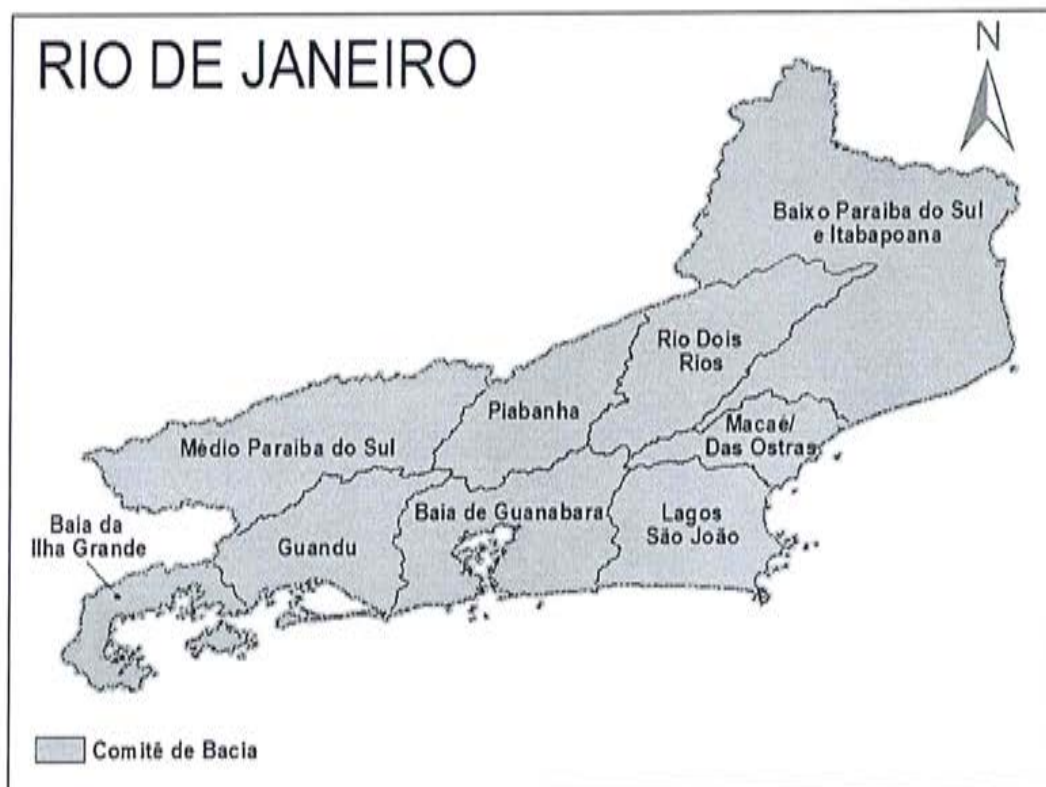 RIO DE JANEIRO
N
Baixo Paraiba do Sul
e Itabapoana
Rio Dois
Rios
Piabanha
Macaé/
Das Ostras
Médio Paraiba do Sul
Baia da
Ilha Grande
Guandu
Baia de Guanabara
Lagos
São João
Comitê de Bacia